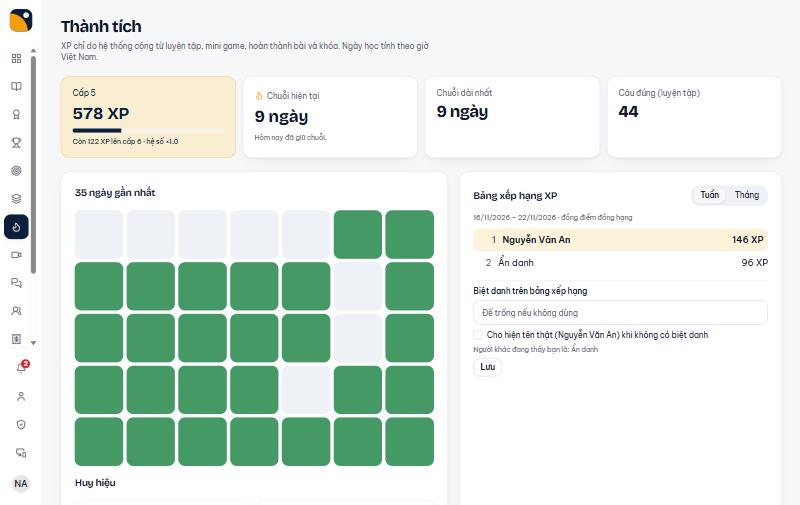 Thành tích
XP chỉ do hệ thống cộng từ luyện tập, mini game, hoàn thành bài và khóa. Ngày học tính theo giờ
Việt Nam.
Cấp 5
578 XP
Còn 122 XP lên cấp 6 · hệ số ×1.0
Chuỗi hiện tại
9 ngày
Hôm nay đã giữ chuỗi.
Chuỗi dài nhất
9 ngày
Câu đúng (luyện tập)
44
35 ngày gần nhất
Bảng xếp hạng XP
Tuần
Tháng
16/11/2026 – 22/11/2026 · đồng điểm đồng hạng
1 Nguyễn Văn An 146 XP
2 Ẩn danh 96 XP
Biệt danh trên bảng xếp hạng
Để trống nếu không dùng
Cho hiện tên thật (Nguyễn Văn An) khi không có biệt danh
Người khác đang thấy bạn là: Ẩn danh
Lưu
Huy hiệu
2
NA